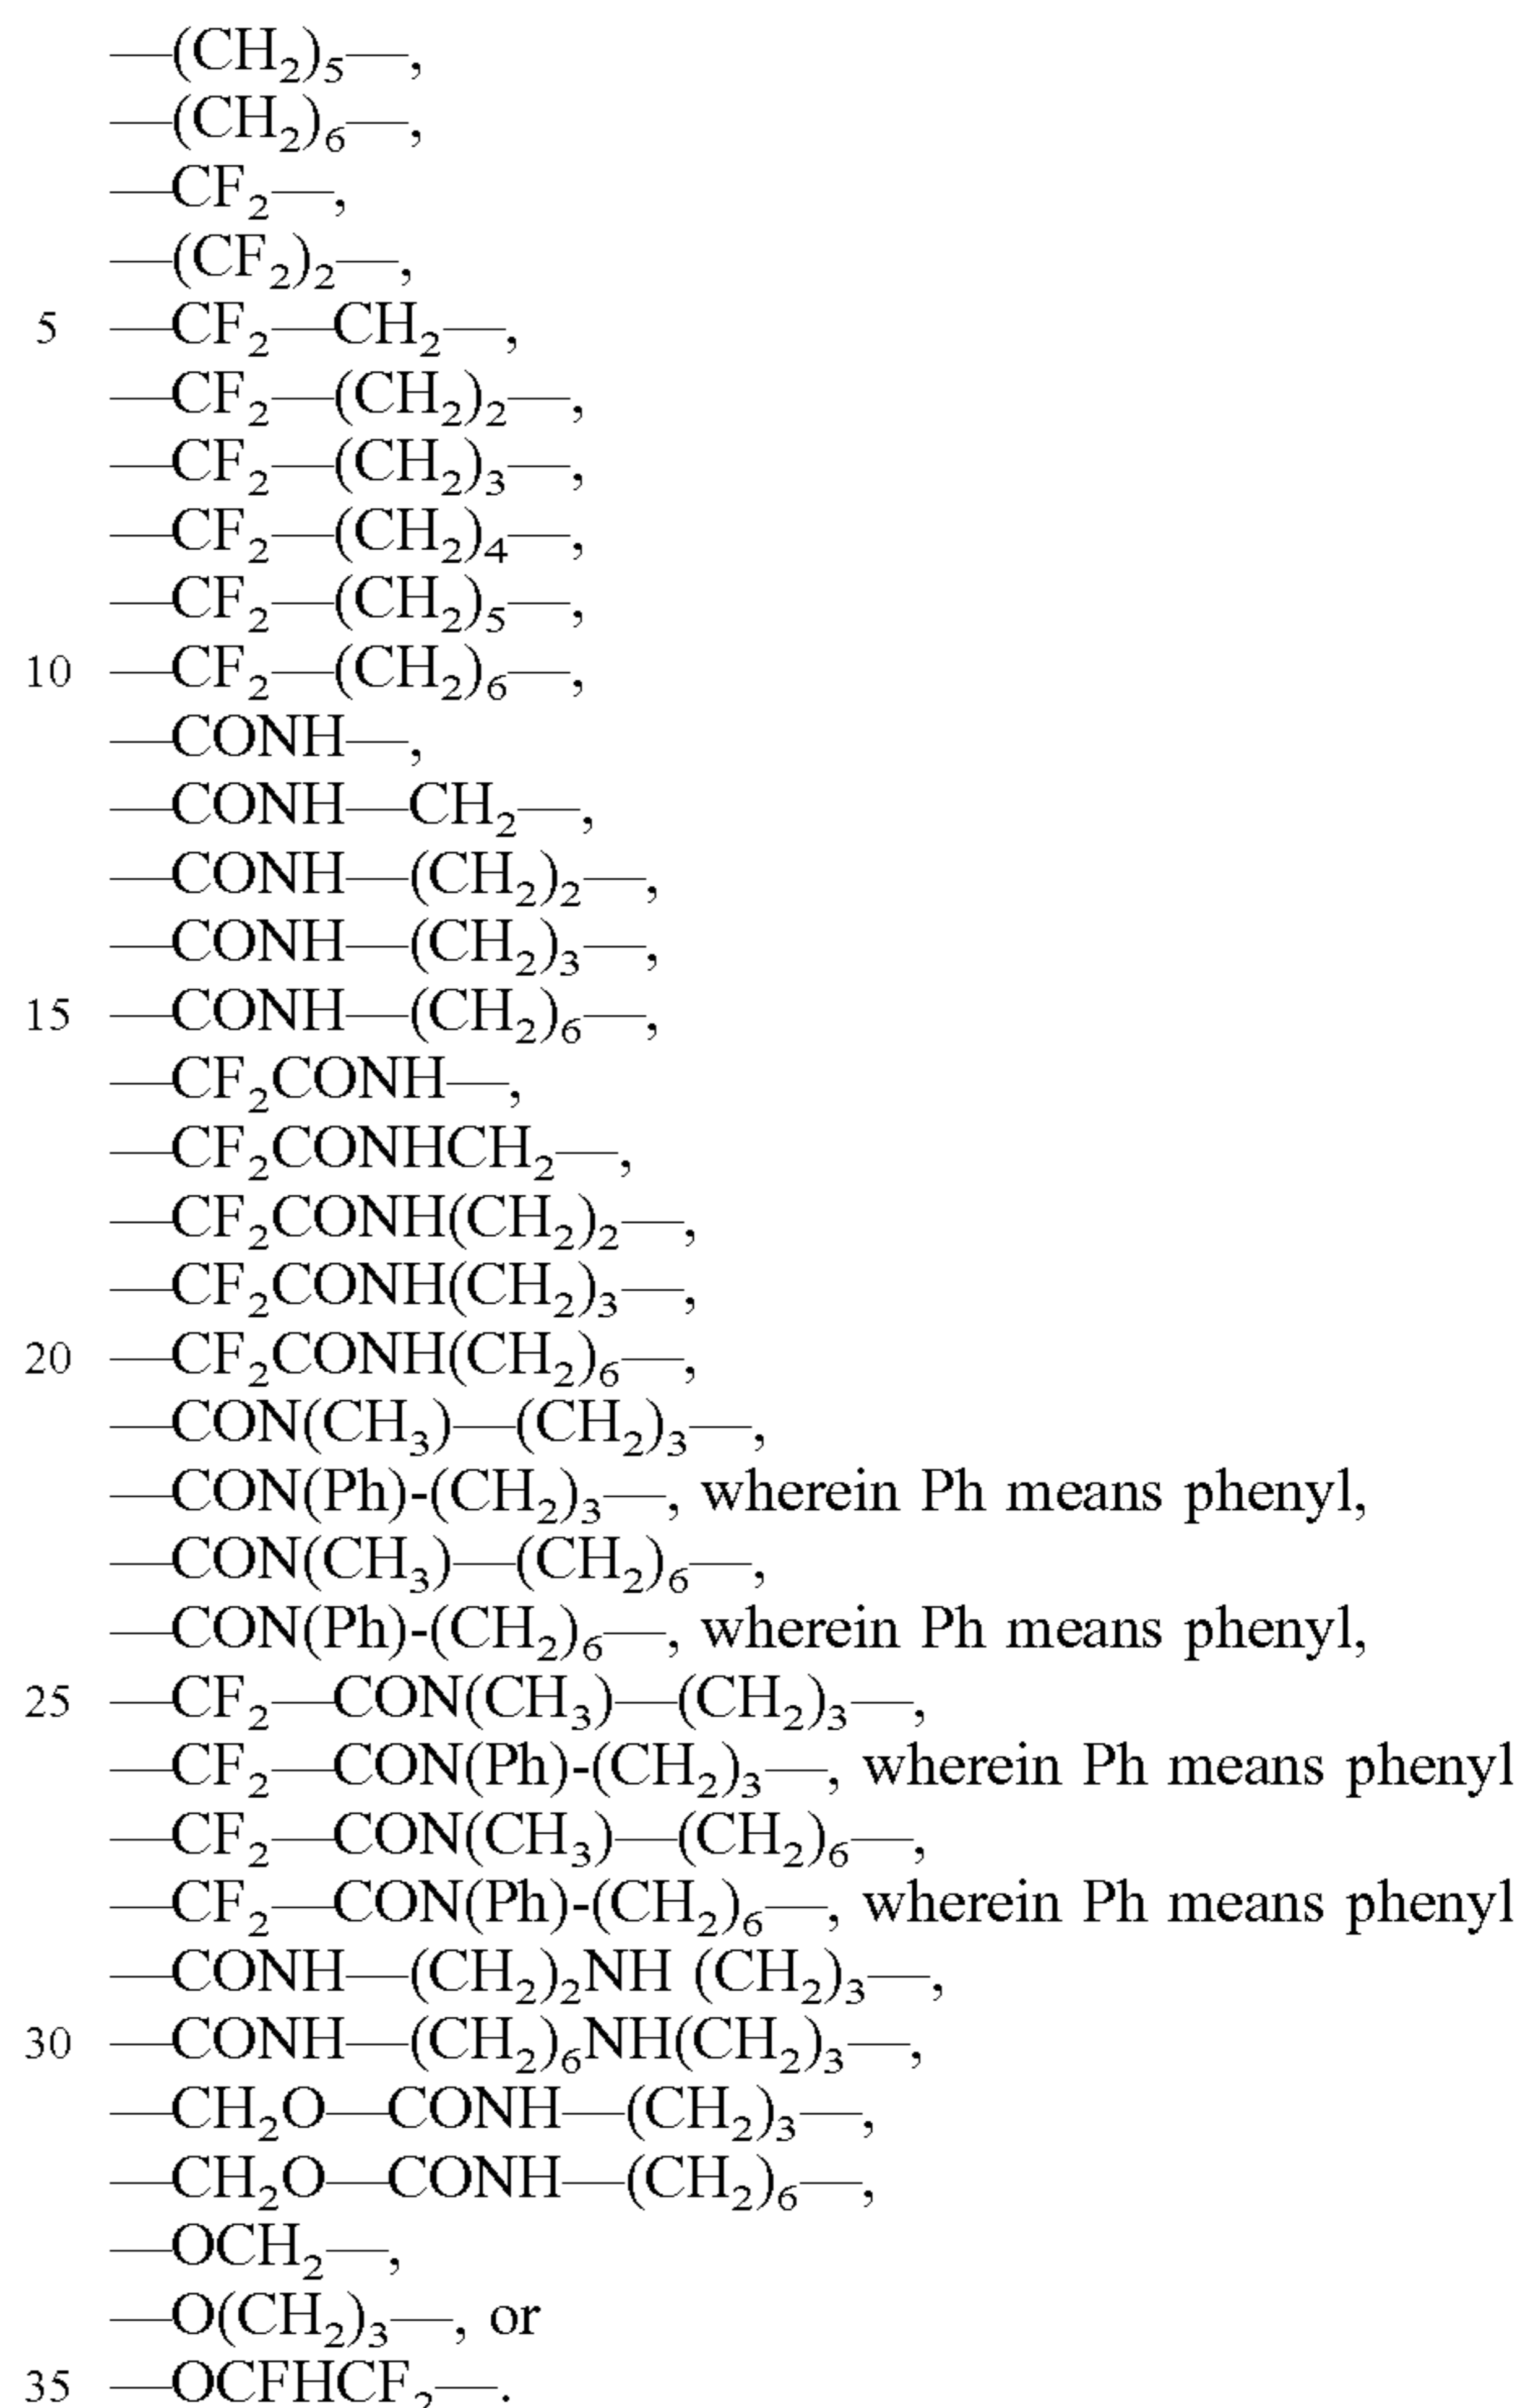 —(CH₂)₅—,
—(CH₂)₆—,
—CF₂—,
—(CF₂)₂—,
5 —CF₂—CH₂—,
—CF₂—(CH₂)₂—,
—CF₂—(CH₂)₃—,
—CF₂—(CH₂)₄—,
—CF₂—(CH₂)₅—,
10 —CF₂—(CH₂)₆—,
—CONH—,
—CONH—CH₂—,
—CONH—(CH₂)₂—,
—CONH—(CH₂)₃—,
15 —CONH—(CH₂)₆—,
—CF₂CONH—,
—CF₂CONHCH₂—,
—CF₂CONH(CH₂)₂—,
—CF₂CONH(CH₂)₃—,
20 —CF₂CONH(CH₂)₆—,
—CON(CH₃)—(CH₂)₃—,
—CON(Ph)-(CH₂)₃—, wherein Ph means phenyl,
—CON(CH₃)—(CH₂)₆—,
—CON(Ph)-(CH₂)₆—, wherein Ph means phenyl,
25 —CF₂—CON(CH₃)—(CH₂)₃—,
—CF₂—CON(Ph)-(CH₂)₃—, wherein Ph means phenyl
—CF₂—CON(CH₃)—(CH₂)₆—,
—CF₂—CON(Ph)-(CH₂)₆—, wherein Ph means phenyl
—CONH—(CH₂)₂NH (CH₂)₃—,
30 —CONH—(CH₂)₆NH(CH₂)₃—,
—CH₂O—CONH—(CH₂)₃—,
—CH₂O—CONH—(CH₂)₆—,
—OCH₂—,
—O(CH₂)₃—, or
35 —OCFHCF₂—.